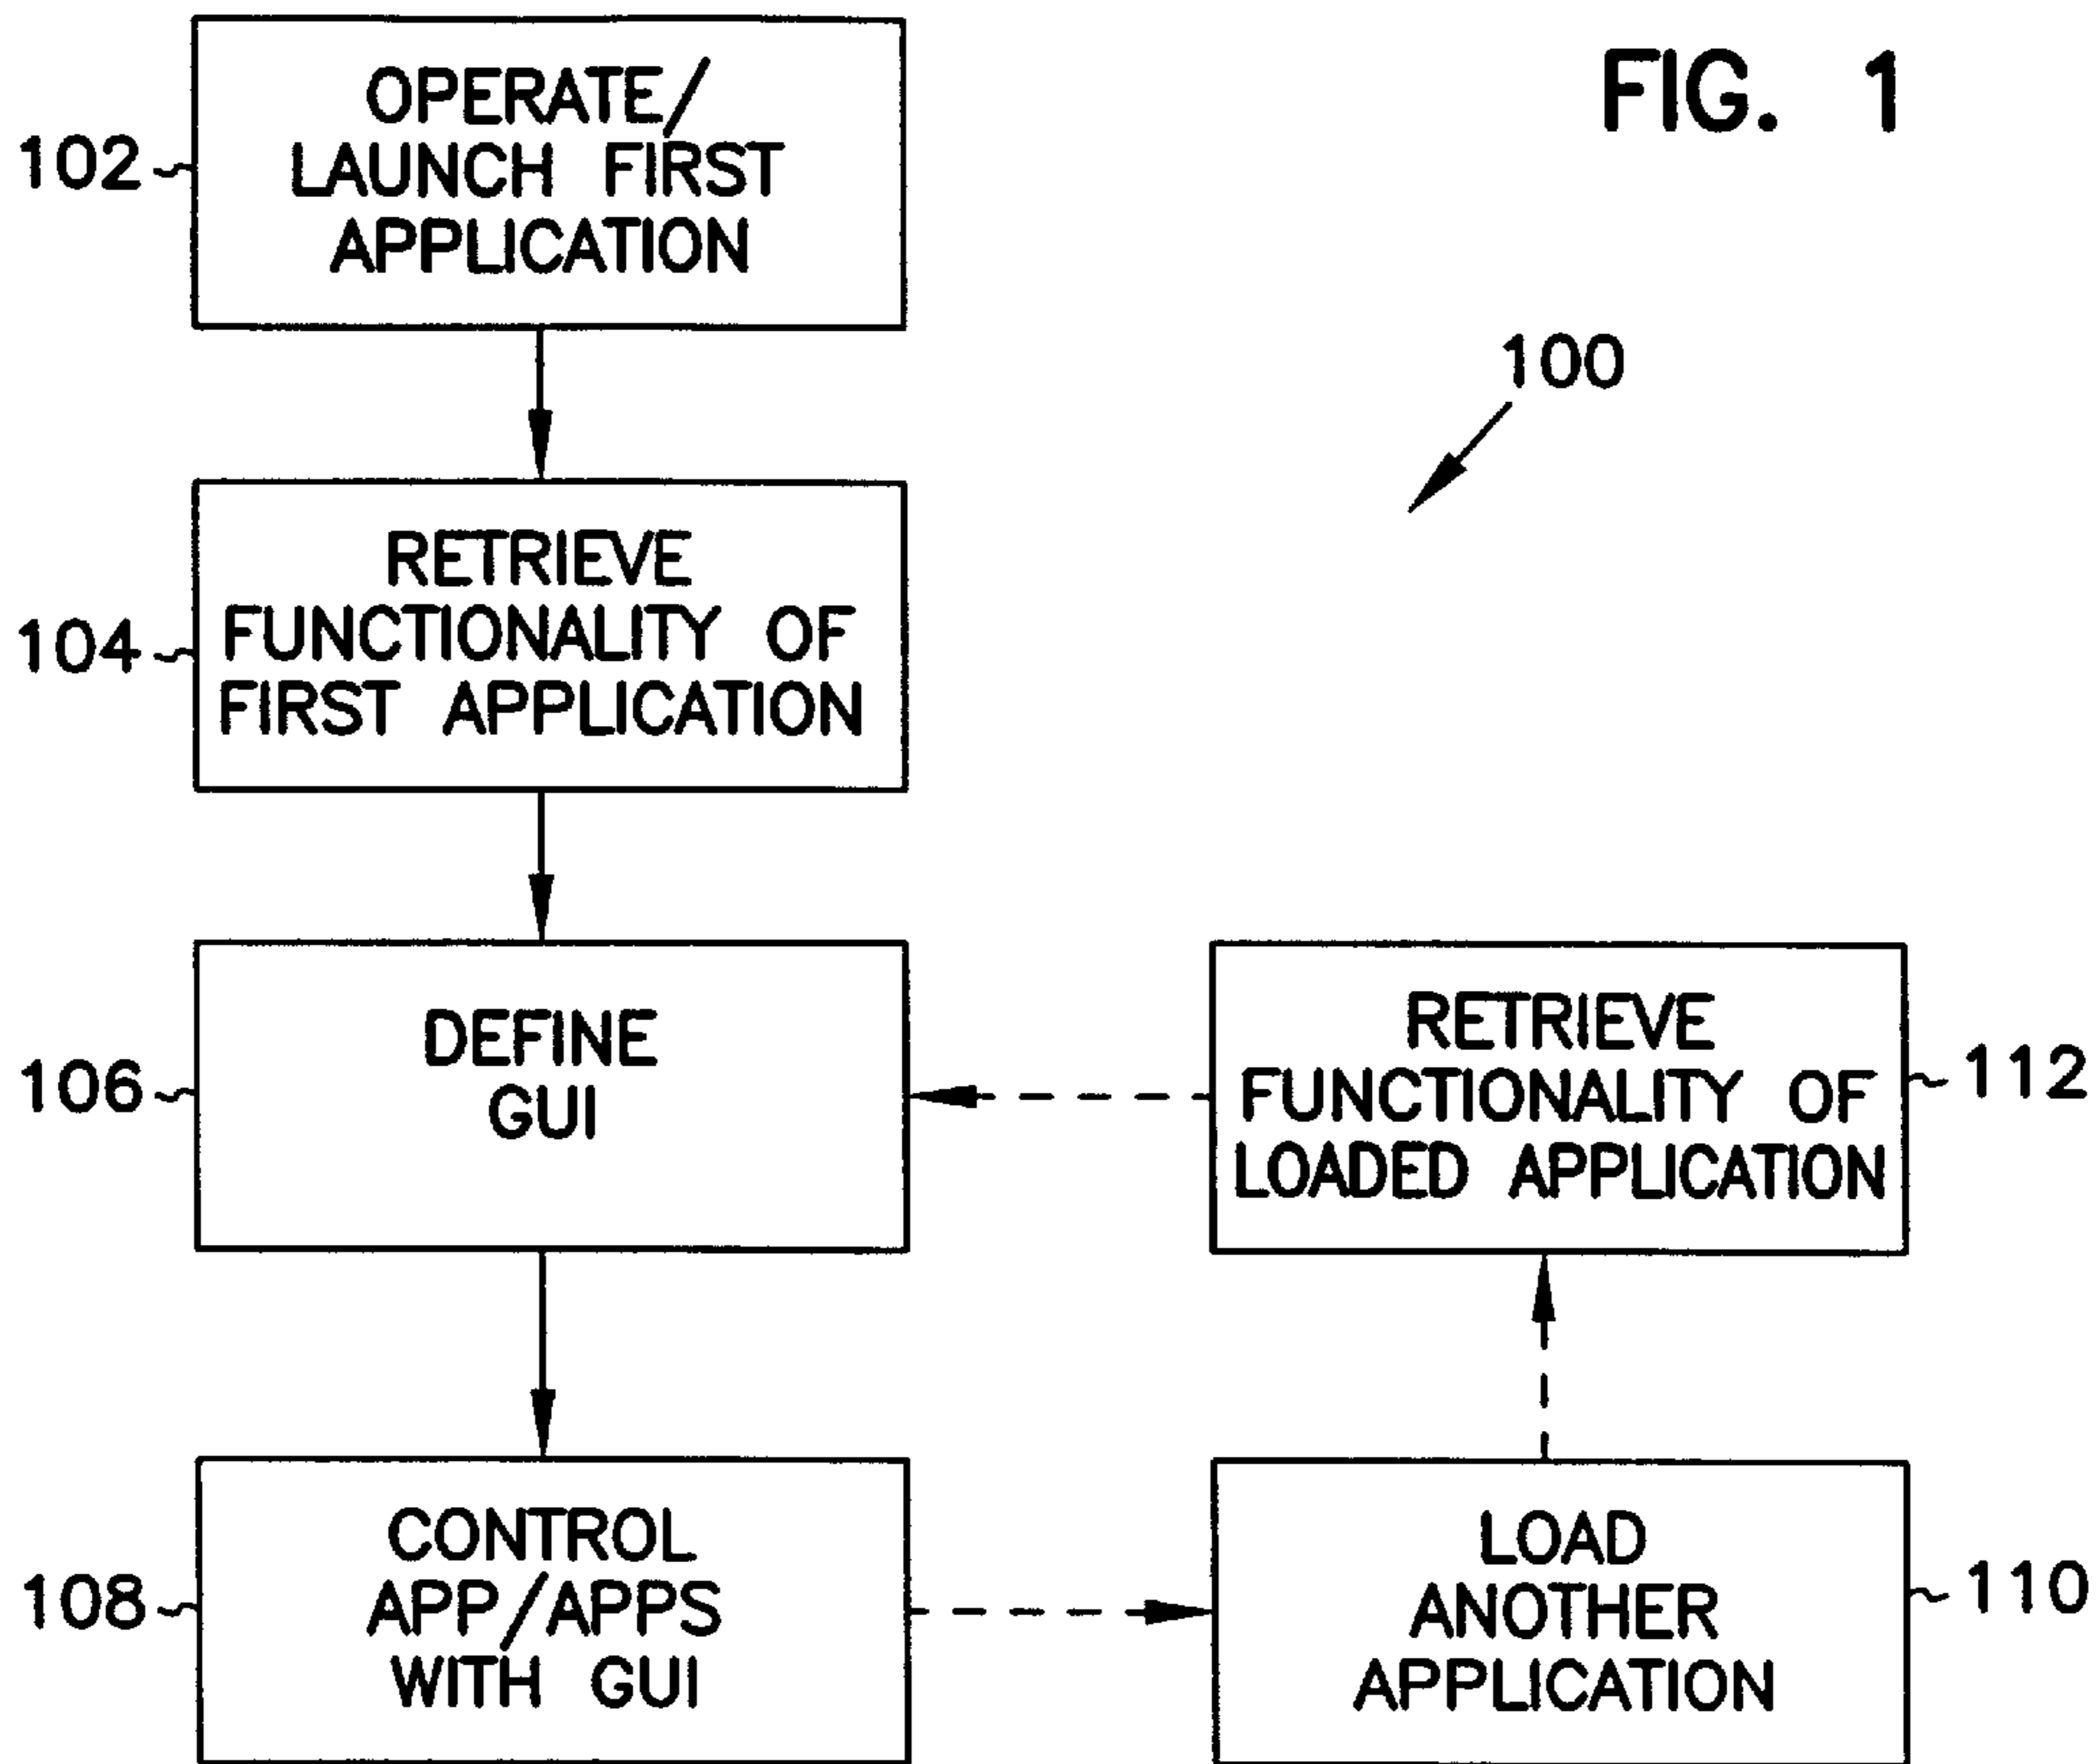 FIG. 1
100
102
OPERATE/
LAUNCH FIRST
APPLICATION
104
RETRIEVE
FUNCTIONALITY OF
FIRST APPLICATION
106
DEFINE
GUI
108
CONTROL
APP/APPS
WITH GUI
110
LOAD
ANOTHER
APPLICATION
112
RETRIEVE
FUNCTIONALITY OF
LOADED APPLICATION